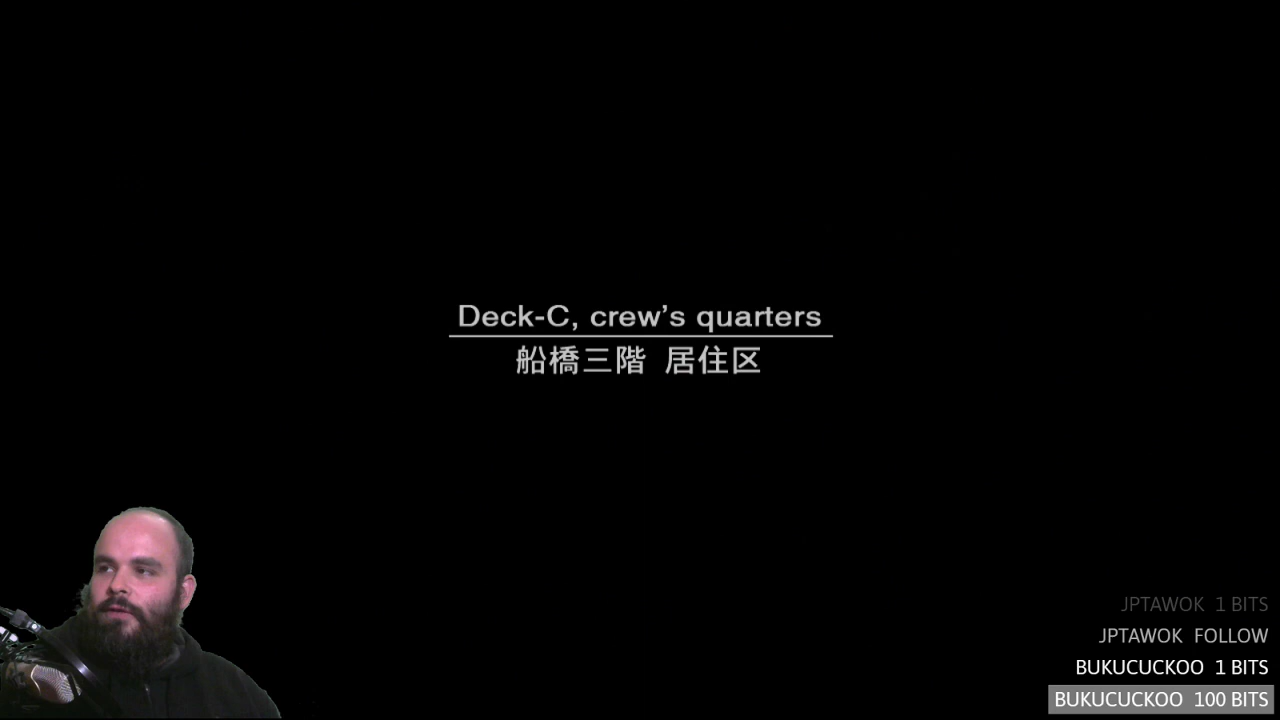 Deck-C, crew's quarters
船橋三階 居住区
JPTAWOK 1 BITS
JPTAWOK FOLLOW
BUKUCUCKOO 1 BITS
BUKUCUCKOO 100 BITS